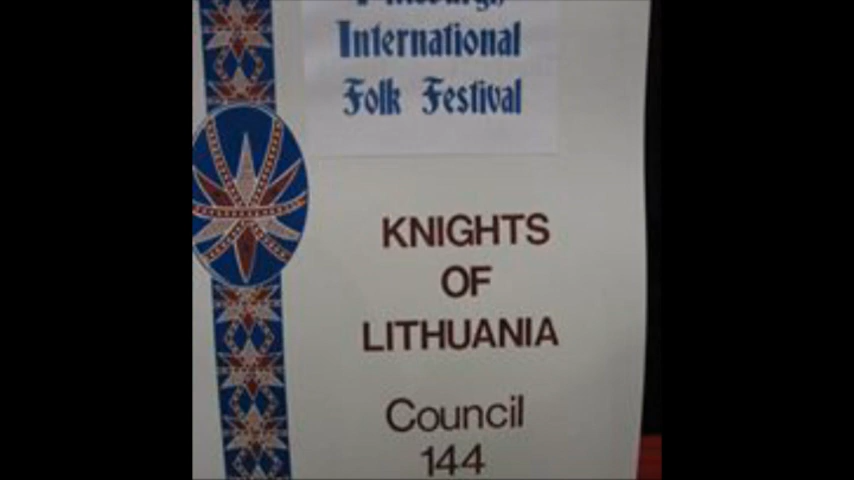 International
Folk Festival
KNIGHTS
OF
LITHUANIA
Council
144